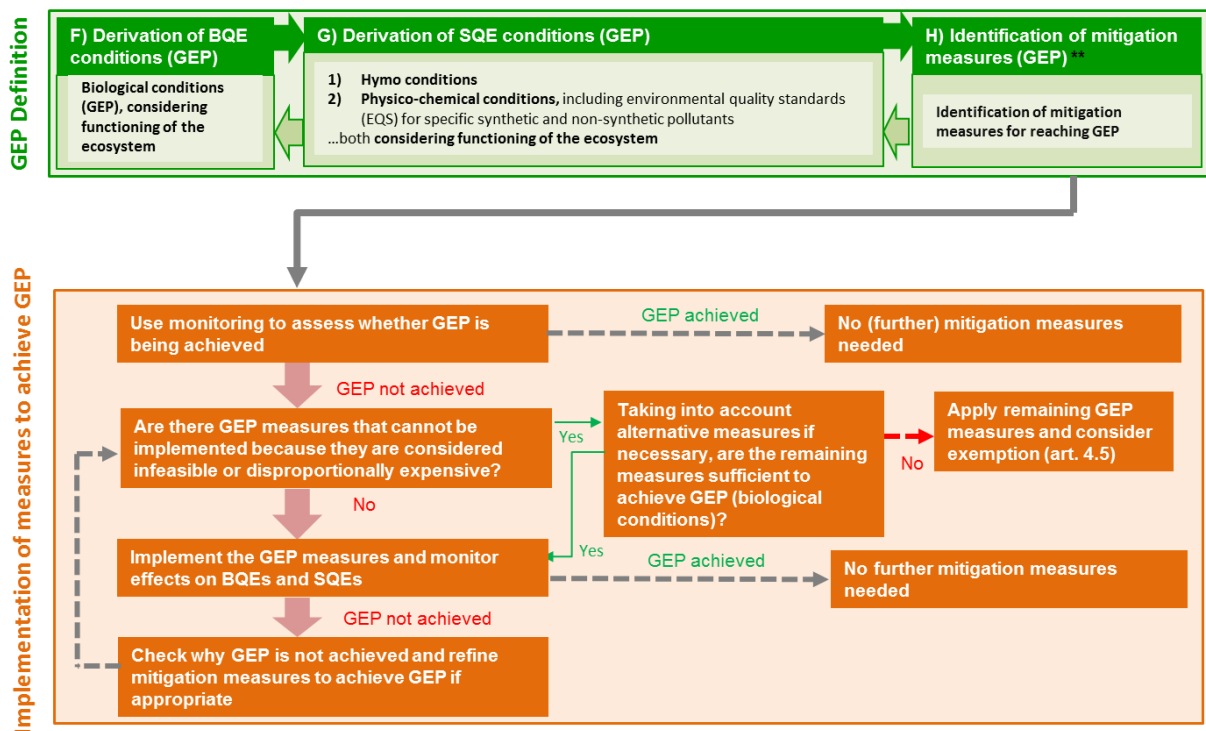 GEP Definition
F) Derivation of BQE
conditions (GEP)
Biological conditions
(GEP), considering
functioning of the
ecosystem
G) Derivation of SQE conditions (GEP)
1) Hymo conditions
2) Physico-chemical conditions, including environmental quality standards
(EQS) for specific synthetic and non-synthetic pollutants
…both considering functioning of the ecosystem
H) Identification of mitigation
measures (GEP) **
Identification of mitigation
measures for reaching GEP
Implementation of measures to achieve GEP
Use monitoring to assess whether GEP is
being achieved
GEP achieved
No (further) mitigation measures
needed
GEP not achieved
Are there GEP measures that cannot be
implemented because they are considered
infeasible or disproportionally expensive?
Yes
Taking into account
alternative measures if
necessary, are the remaining
measures sufficient to
achieve GEP (biological
conditions)?
No
Apply remaining GEP
measures and consider
exemption (art. 4.5)
No
Yes
Implement the GEP measures and monitor
effects on BQEs and SQEs
GEP achieved
No further mitigation measures
needed
GEP not achieved
Check why GEP is not achieved and refine
mitigation measures to achieve GEP if
appropriate